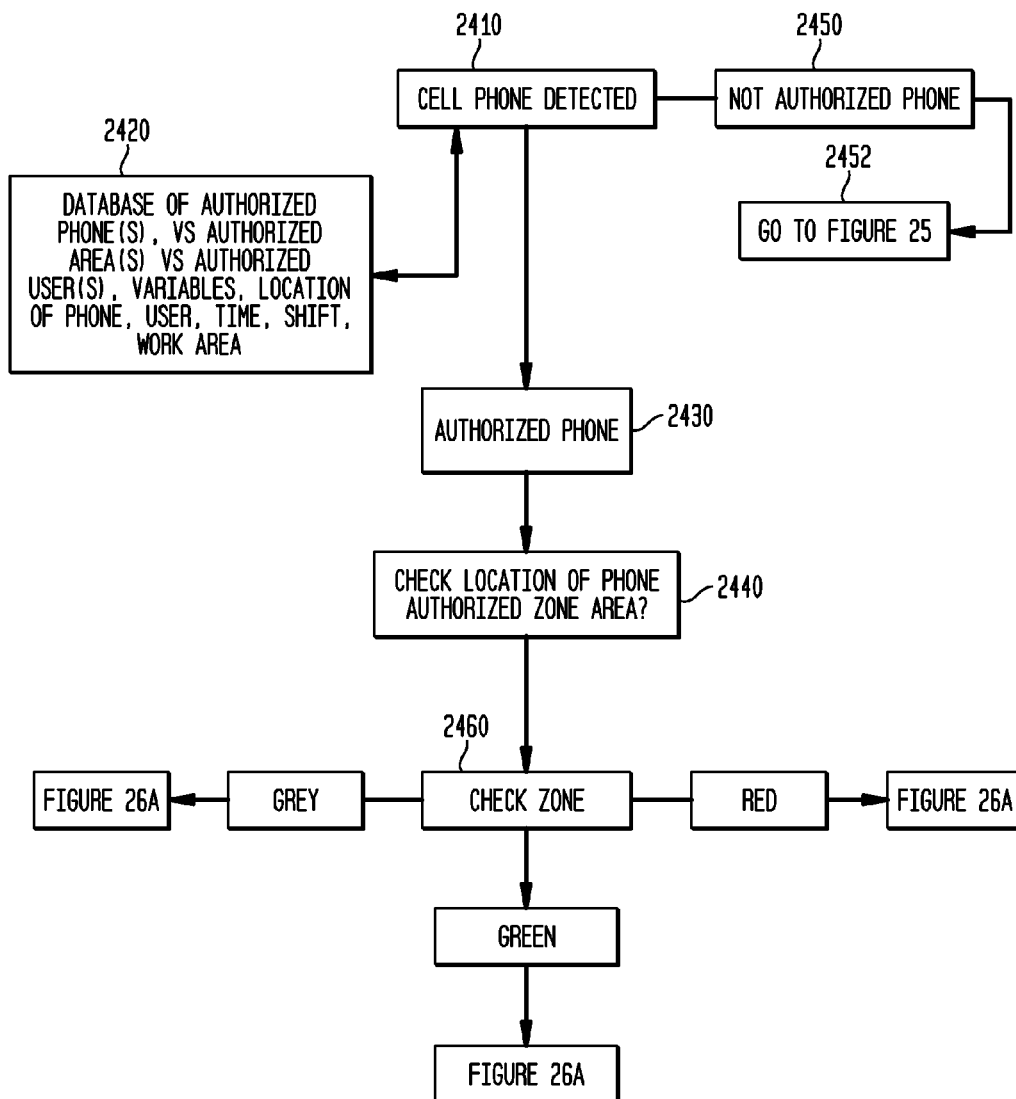 2410
2450
CELL PHONE DETECTED
NOT AUTHORIZED PHONE
2420
2452
DATABASE OF AUTHORIZED
PHONE(S), VS AUTHORIZED
AREA(S) VS AUTHORIZED
USER(S), VARIABLES, LOCATION
OF PHONE, USER, TIME, SHIFT,
WORK AREA
GO TO FIGURE 25
AUTHORIZED PHONE
2430
CHECK LOCATION OF PHONE
AUTHORIZED ZONE AREA?
2440
2460
FIGURE 26A
GREY
CHECK ZONE
RED
FIGURE 26A
GREEN
FIGURE 26A